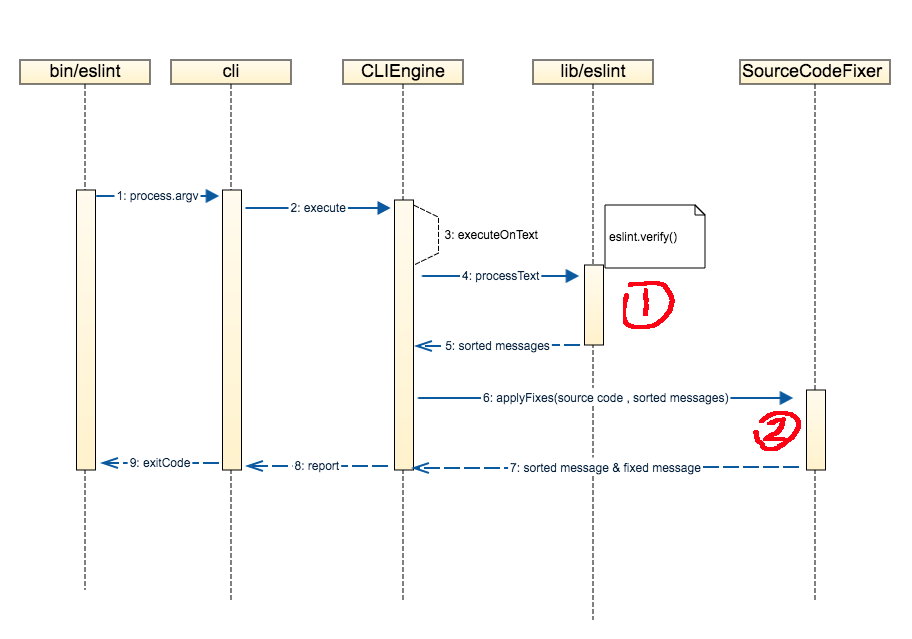 bin/eslint
cli
CLIEngine
lib/eslint
SourceCodeFixer
1: process.argv
2: execute
3: executeOnText
eslint.verify()
4: processText
1
5: sorted messages
6: applyFixes(source code , sorted messages)
2
9: exitCode
8: report
7: sorted message & fixed message